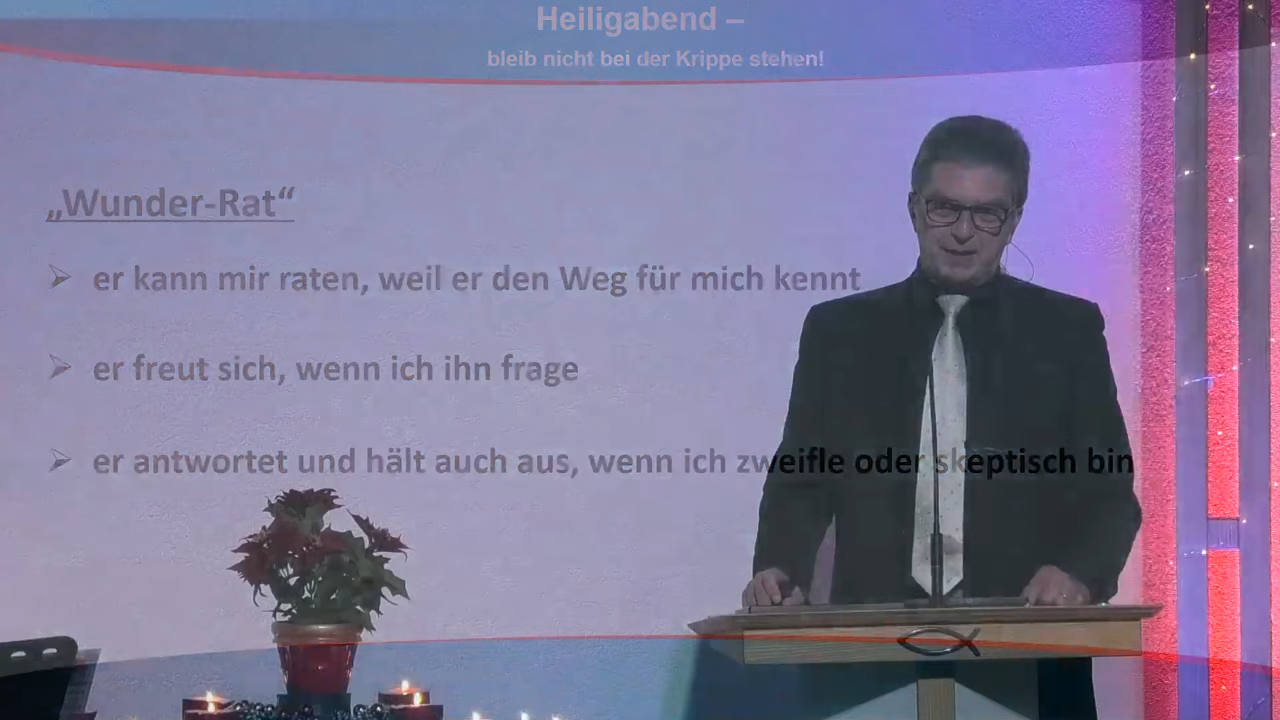 Heiligabend –
bleib nicht bei der Krippe stehen!
„Wunder-Rat“
er kann mir raten, weil er den Weg für mich kennt
er freut sich, wenn ich ihn frage
er antwortet und hält auch aus, wenn ich zweifle oder skeptisch bin